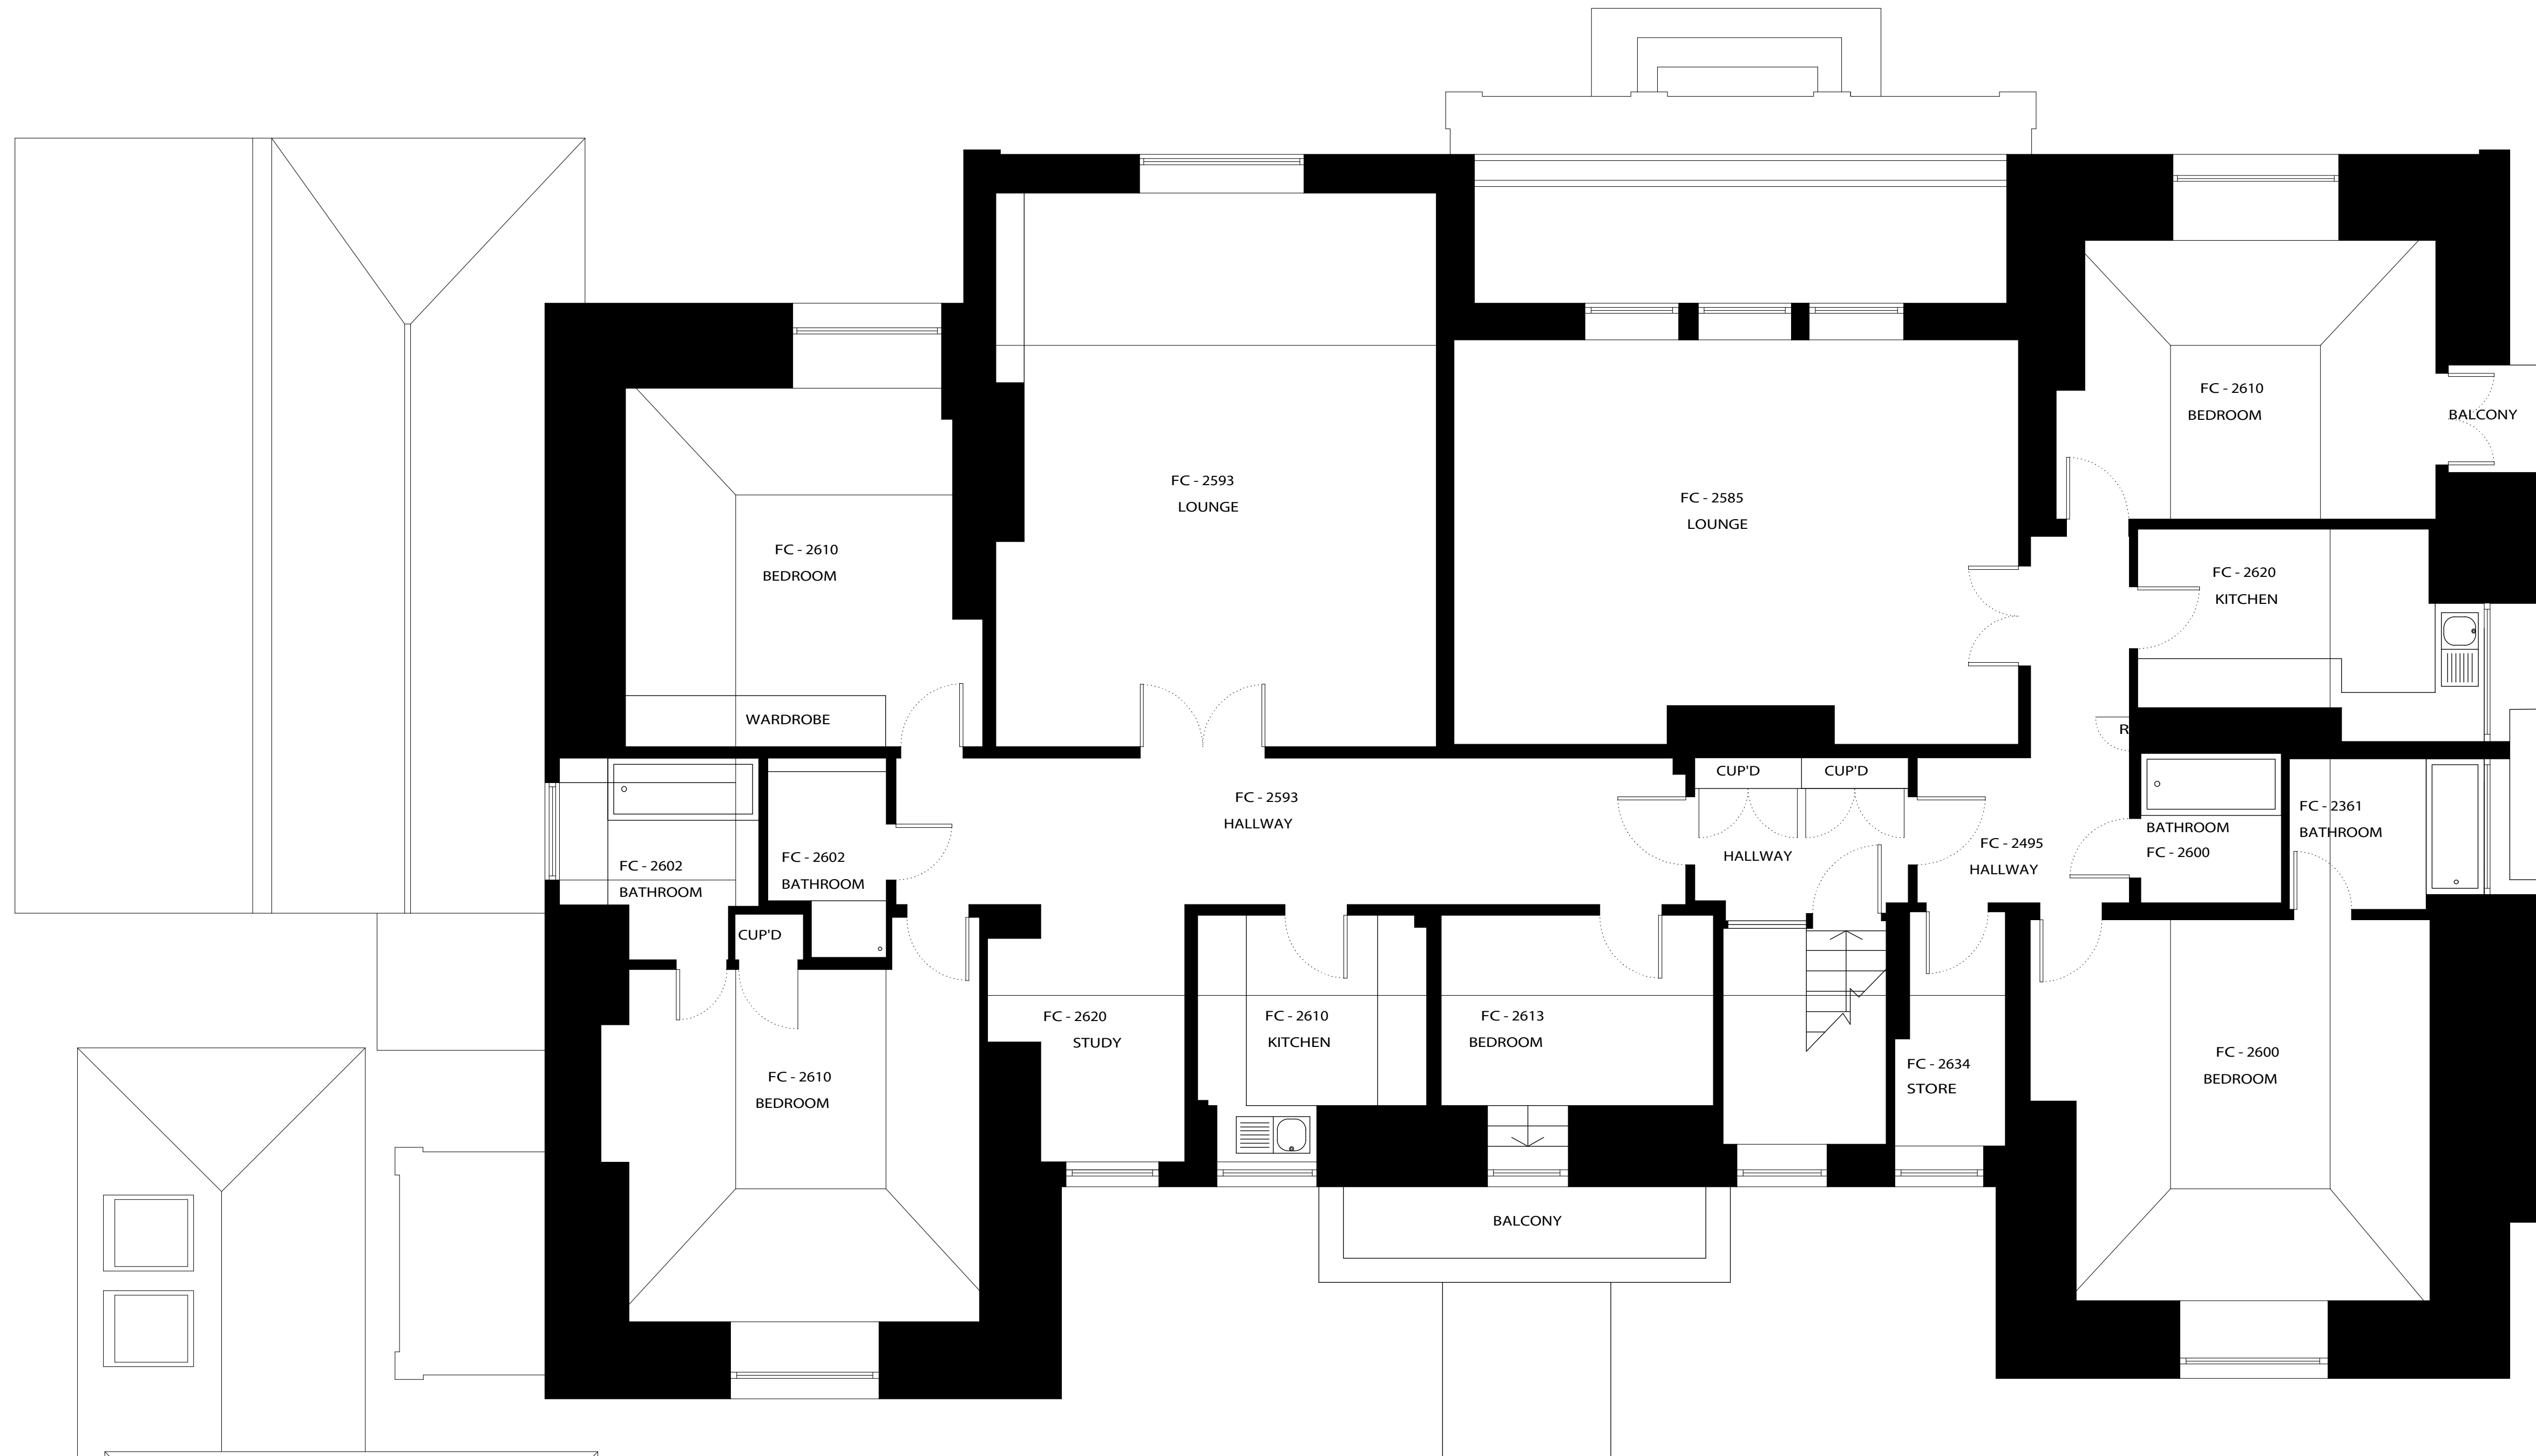 FC - 2610
BEDROOM
BALCONY
FC - 2593
LOUNGE
FC - 2585
LOUNGE
FC - 2610
BEDROOM
FC - 2620
KITCHEN
WARDROBE
R
CUP'D
CUP'D
FC - 2593
HALLWAY
FC - 2361
BATHROOM
BATHROOM
FC - 2600
FC - 2602
BATHROOM
FC - 2602
BATHROOM
HALLWAY
FC - 2495
HALLWAY
CUP'D
FC - 2620
STUDY
FC - 2610
KITCHEN
FC - 2613
BEDROOM
FC - 2634
STORE
FC - 2600
BEDROOM
FC - 2610
BEDROOM
BALCONY